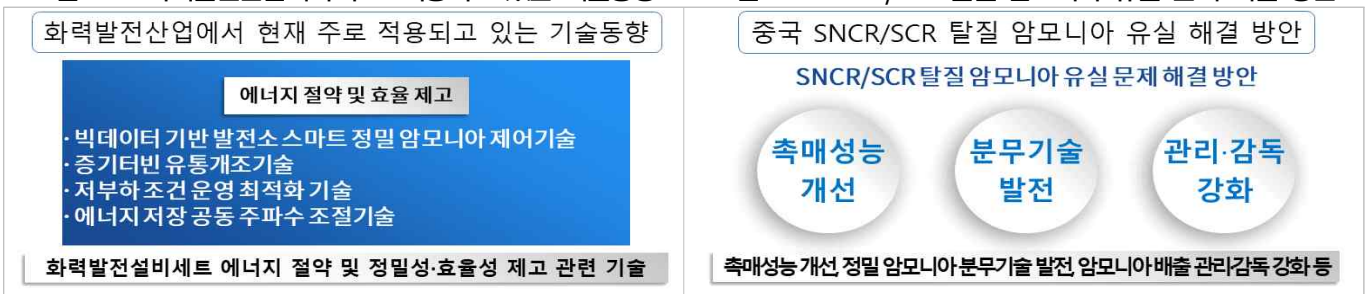 화력발전산업에서 현재 주로 적용되고 있는 기술동향
에너지 절약 및 효율 제고
· 빅데이터 기반 발전소 스마트 정밀 암모니아 제어기술
· 증기터빈 유통개조기술
· 저부하 조건 운영 최적화 기술
· 에너지 저장 공동 주파수 조절기술
화력발전설비세트 에너지 절약 및 정밀성·효율성 제고 관련 기술
중국 SNCR/SCR 탈질 암모니아 유실 해결 방안
SNCR/SCR 탈질 암모니아 유실 문제 해결 방안
촉매성능
개선
분무기술
발전
관리·감독
강화
촉매성능 개선, 정밀 암모니아 분무기술 발전, 암모니아 배출 관리감독 강화 등